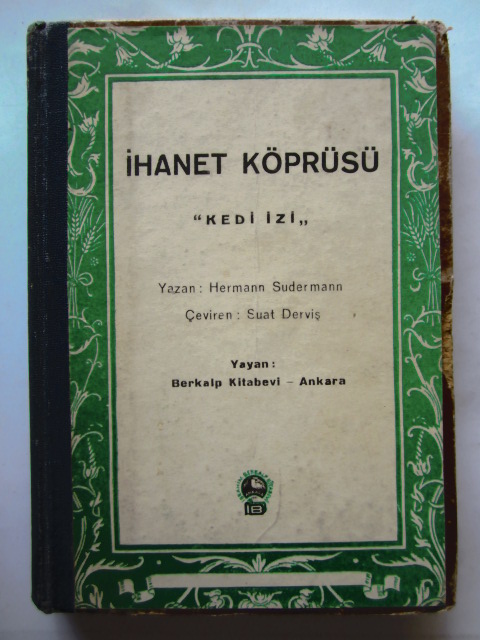 İHANET KÖPRÜSÜ
“KEDİ İZİ„
Yazan : Hermann Sudermann
Çeviren : Suat Derviş
Yayan :
Berkalp Kitabevi – Ankara
İB